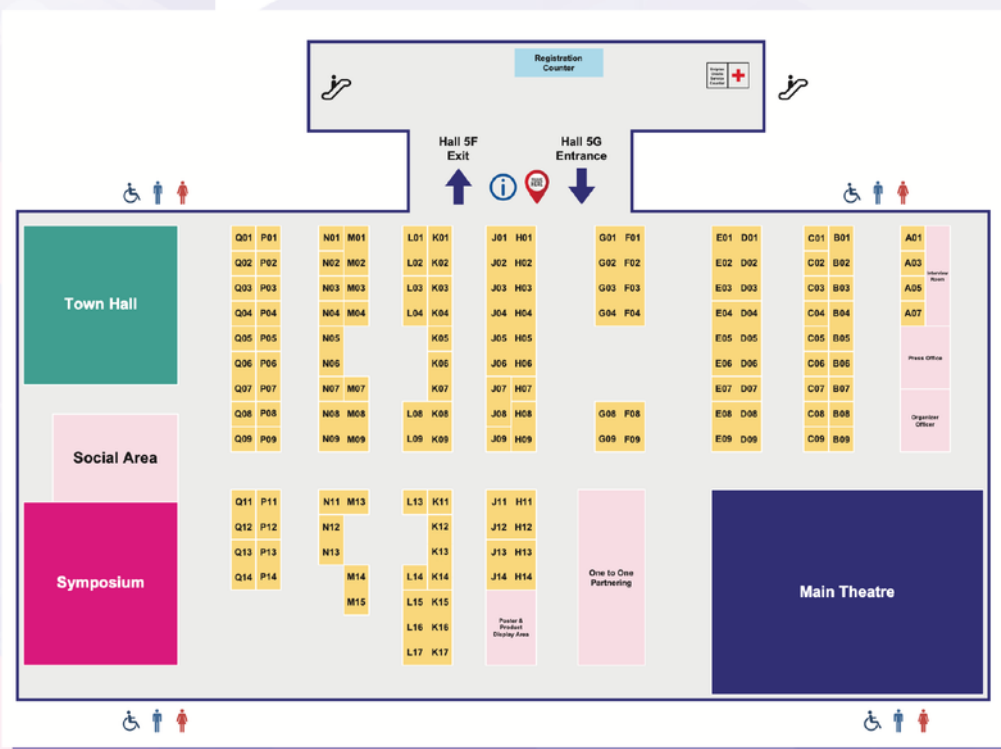 Registration
Counter
Hall 5F
Exit
Hall 5G
Entrance
YOU ARE
HERE
Q01 P01 N01 M01 L01 K01 J01 H01 G01 F01 E01 D01 C01 B01 A01
Q02 P02 N02 M02 L02 K02 J02 H02 G02 F02 E02 D02 C02 B02 A03
Interview
Room
Q03 P03 N03 M03 L03 K03 J03 H03 G03 F03 E03 D03 C03 B03 A05
Town Hall
Q04 P04 N04 M04 L04 K04 J04 H04 G04 F04 E04 D04 C04 B04 A07
Q05 P05 N05 K05 J05 H05 E05 D05 C05 B05
Press Office
Q06 P06 N06 K06 J06 H06 E06 D06 C06 B06
Q07 P07 N07 M07 K07 J07 H07 E07 D07 C07 B07
Q08 P08 N08 M08 L08 K08 J08 H08 G08 F08 E08 D08 C08 B08
Organizer
Officer
Q09 P09 N09 M09 L09 K09 J09 H09 G09 F09 E09 D09 C09 B09
Social Area
Q11 P11 N11 M13 L13 K11 J11 H11
Q12 P12 N12 K12 J12 H12
Q13 P13 N13 K13 J13 H13
Q14 P14 M14 L14 K14 J14 H14
Symposium
One to One
Partnering
Main Theatre
M15 L15 K15
L16 K16
L17 K17
Poster &
Product
Display Area